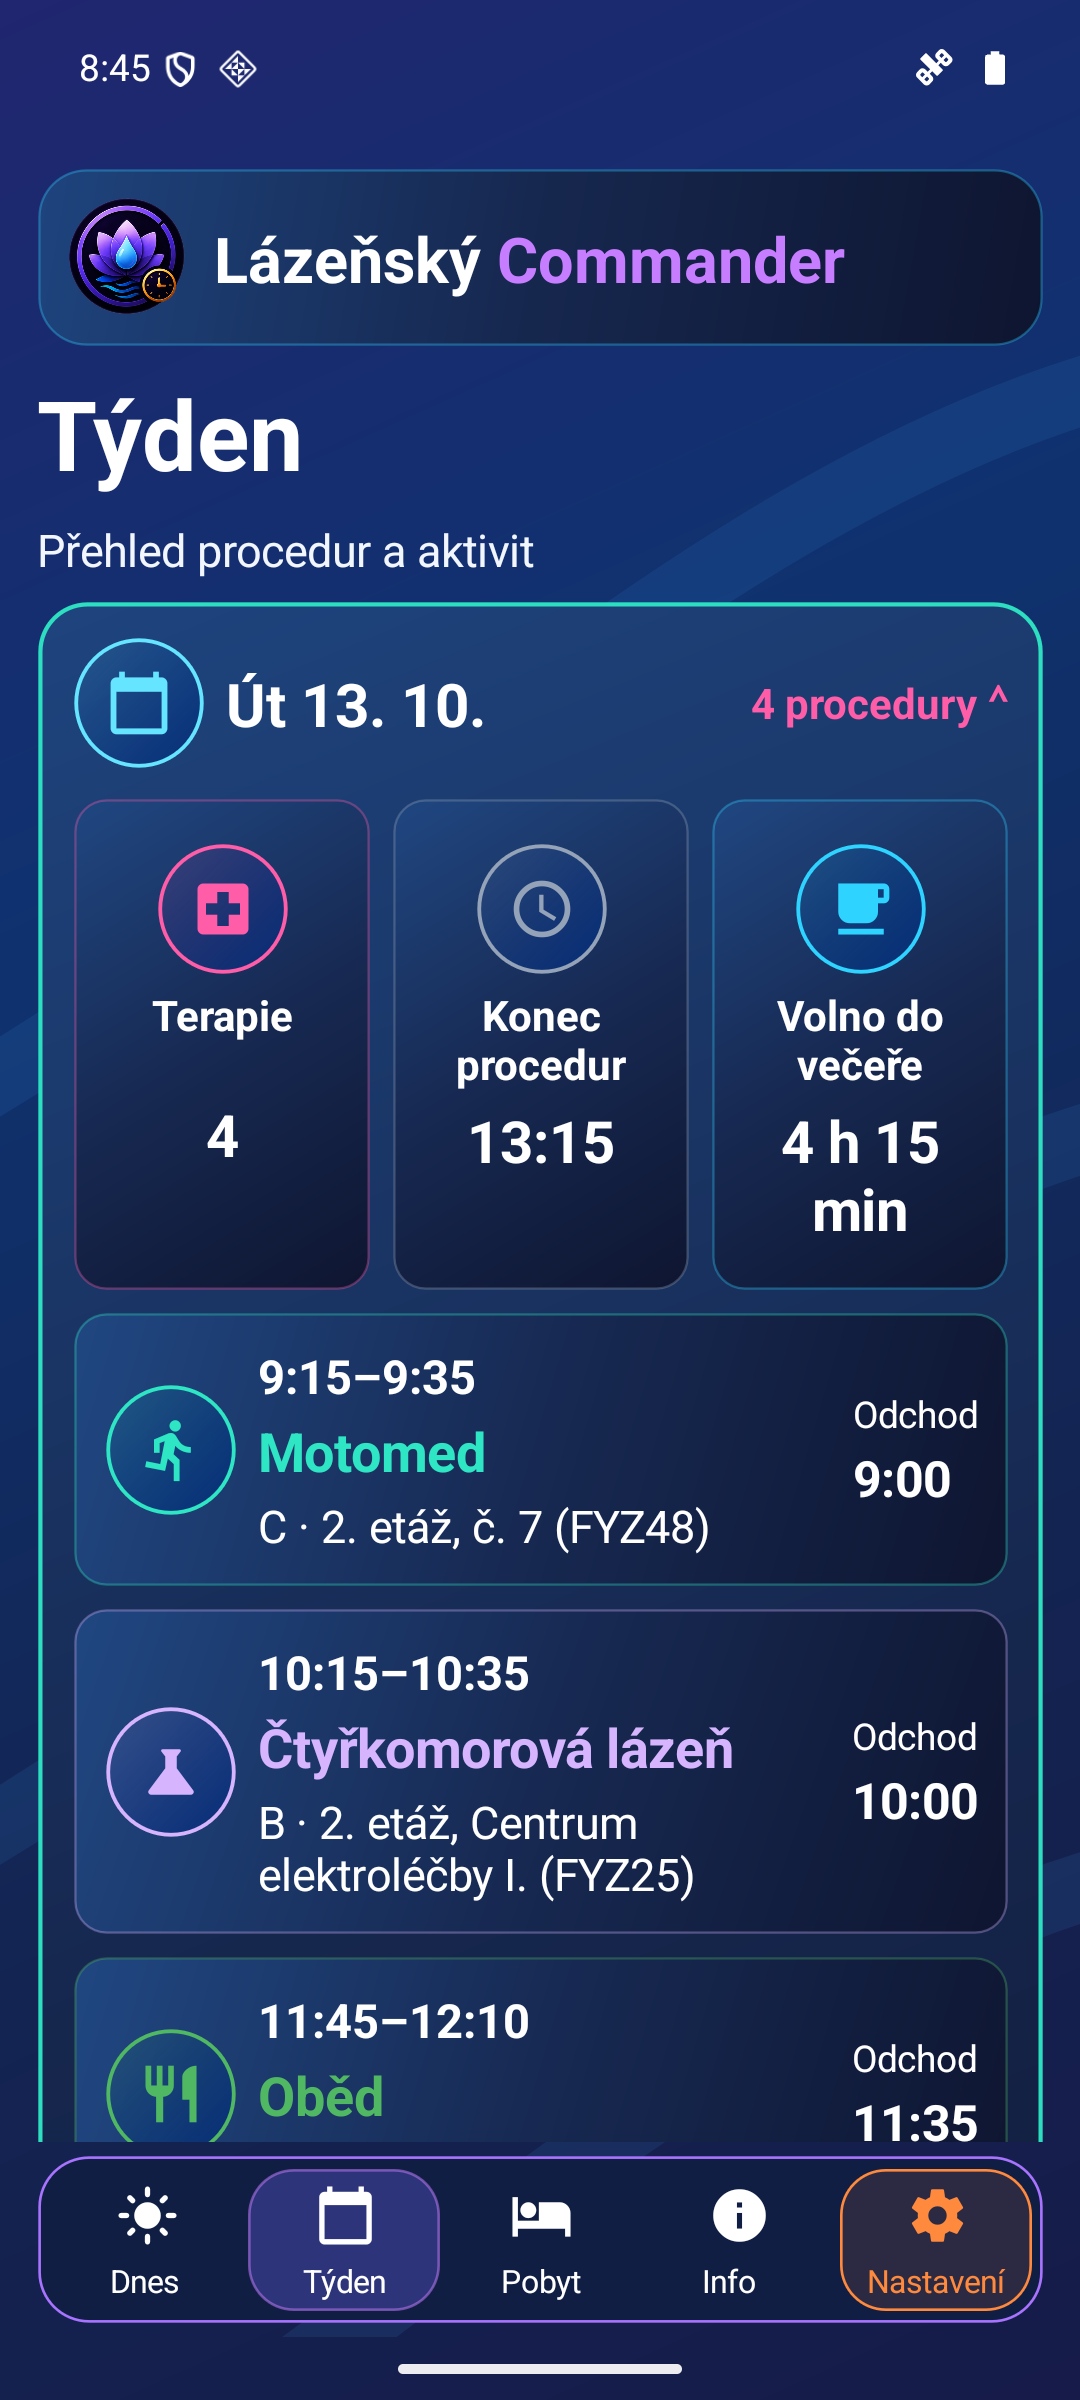 8:45
Lázeňský Commander
Týden
Přehled procedur a aktivit
Út 13. 10.
4 procedury ^
Terapie
4
Konec
procedur
13:15
Volno do
večeře
4 h 15
min
9:15–9:35
Motomed
C · 2. etáž, č. 7 (FYZ48)
Odchod
9:00
10:15–10:35
Čtyřkomorová lázeň
B · 2. etáž, Centrum
elektroléčby I. (FYZ25)
Odchod
10:00
11:45–12:10
Oběd
Odchod
11:35
Dnes
Týden
Pobyt
Info
Nastavení